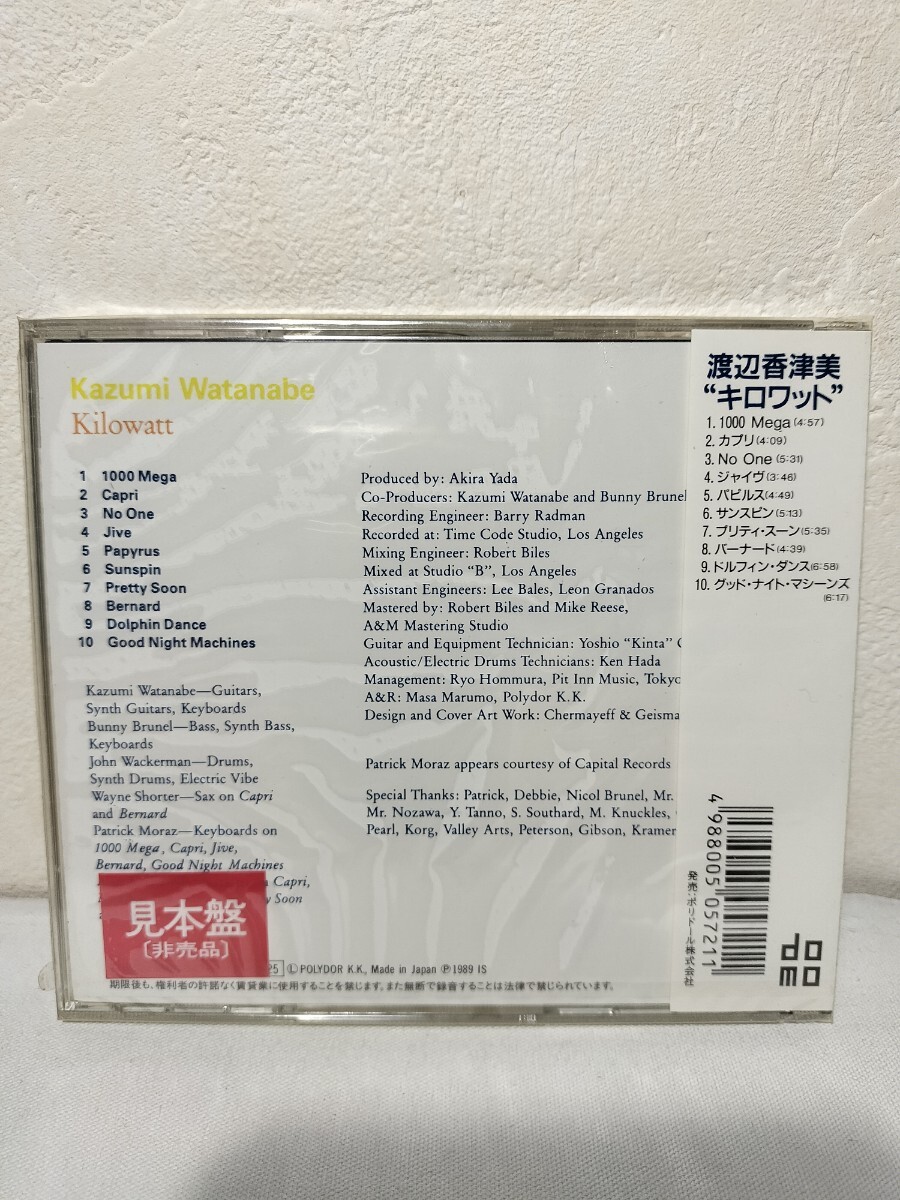 Kazumi Watanabe
Kilowatt
1 1000 Mega
2 Capri
3 No One
4 Jive
5 Papyrus
6 Sunspin
7 Pretty Soon
8 Bernard
9 Dolphin Dance
10 Good Night Machines
Kazumi Watanabe—Guitars,
Synth Guitars, Keyboards
Bunny Brunel—Bass, Synth Bass,
Keyboards
John Wackerman—Drums,
Synth Drums, Electric Vibe
Wayne Shorter—Sax on Capri
and Bernard
Patrick Moraz—Keyboards on
1000 Mega, Capri, Jive,
Bernard, Good Night Machines
Capri,
Soon
見本盤
〔非売品〕
Produced by: Akira Yada
Co-Producers: Kazumi Watanabe and Bunny Brunel
Recording Engineer: Barry Radman
Recorded at: Time Code Studio, Los Angeles
Mixing Engineer: Robert Biles
Mixed at Studio “B”, Los Angeles
Assistant Engineers: Lee Bales, Leon Granados
Mastered by: Robert Biles and Mike Reese,
A&M Mastering Studio
Guitar and Equipment Technician: Yoshio “Kinta”
Acoustic/Electric Drums Technicians: Ken Hada
Management: Ryo Hommura, Pit Inn Music, Tokyo
A&R: Masa Marumo, Polydor K.K.
Design and Cover Art Work: Chermayeff & Geisma
Patrick Moraz appears courtesy of Capital Records
Special Thanks: Patrick, Debbie, Nicol Brunel, Mr.
Mr. Nozawa, Y. Tanno, S. Southard, M. Knuckles,
Pearl, Korg, Valley Arts, Peterson, Gibson, Kramer
25 Ⓛ POLYDOR K.K., Made in Japan Ⓟ 1989 IS
期限後も、権利者の許諾なく賃貸業に使用することを禁じます。また無断で録音することは法律で禁じられています。
渡辺香津美
“キロワット”
1. 1000 Mega(4:57)
2. カプリ(4:09)
3. No One(5:31)
4. ジャイヴ(3:46)
5. パピルス(4:49)
6. サンスピン(5:13)
7. プリティ・スーン(5:35)
8. バーナード(4:39)
9. ドルフィン・ダンス(6:58)
10. グッド・ナイト・マシーンズ
(6:17)
4 988005 057211
発売:ポリドール株式会社